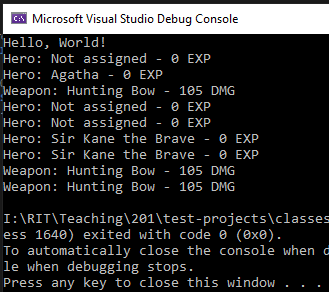 Microsoft Visual Studio Debug Console
Hello, World!
Hero: Not assigned - 0 EXP
Hero: Agatha - 0 EXP
Weapon: Hunting Bow - 105 DMG
Hero: Not assigned - 0 EXP
Hero: Not assigned - 0 EXP
Hero: Sir Kane the Brave - 0 EXP
Hero: Sir Kane the Brave - 0 EXP
Weapon: Hunting Bow - 105 DMG
Weapon: Hunting Bow - 105 DMG
I:\RIT\Teaching\201\test-projects\classes
ess 1640) exited with code 0 (0x0).
To automatically close the console when d
le when debugging stops.
Press any key to close this window . . .